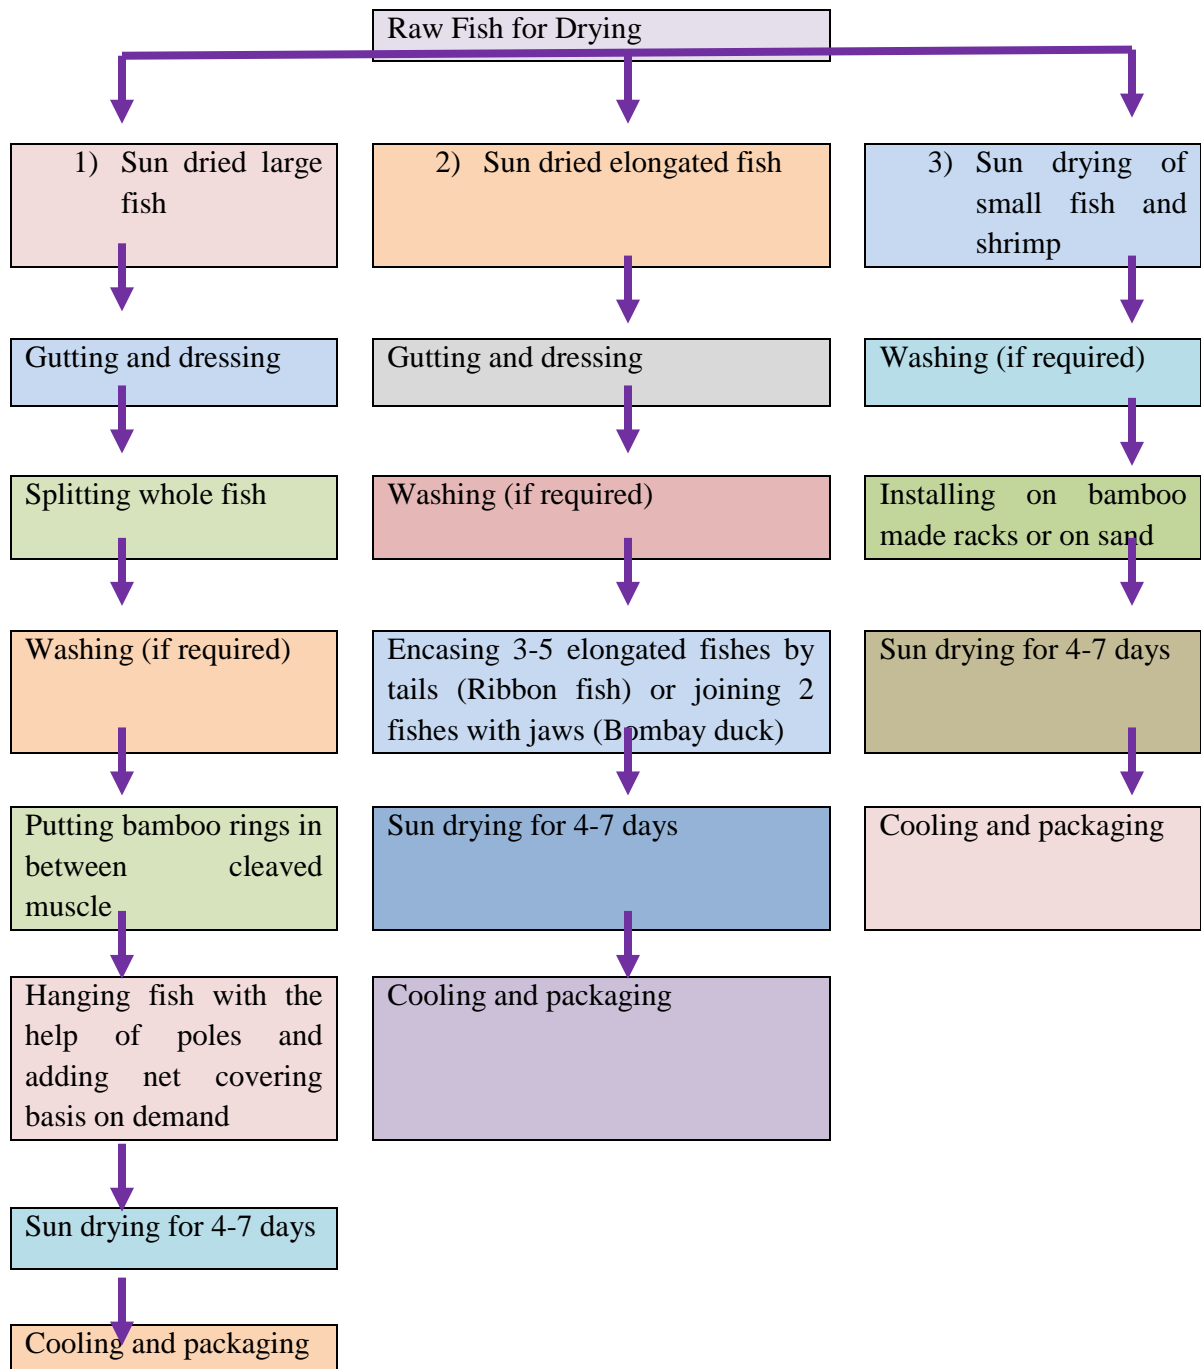 Raw Fish for Drying
1) Sun dried large
fish
Gutting and dressing
Splitting whole fish
Washing (if required)
Putting bamboo rings in
between cleaved
muscle
Hanging fish with the
help of poles and
adding net covering
basis on demand
Sun drying for 4-7 days
Cooling and packaging
2) Sun dried elongated fish
Gutting and dressing
Washing (if required)
Encasing 3-5 elongated fishes by
tails (Ribbon fish) or joining 2
fishes with jaws (Bombay duck)
Sun drying for 4-7 days
Cooling and packaging
3) Sun drying of
small fish and
shrimp
Washing (if required)
Installing on bamboo
made racks or on sand
Sun drying for 4-7 days
Cooling and packaging